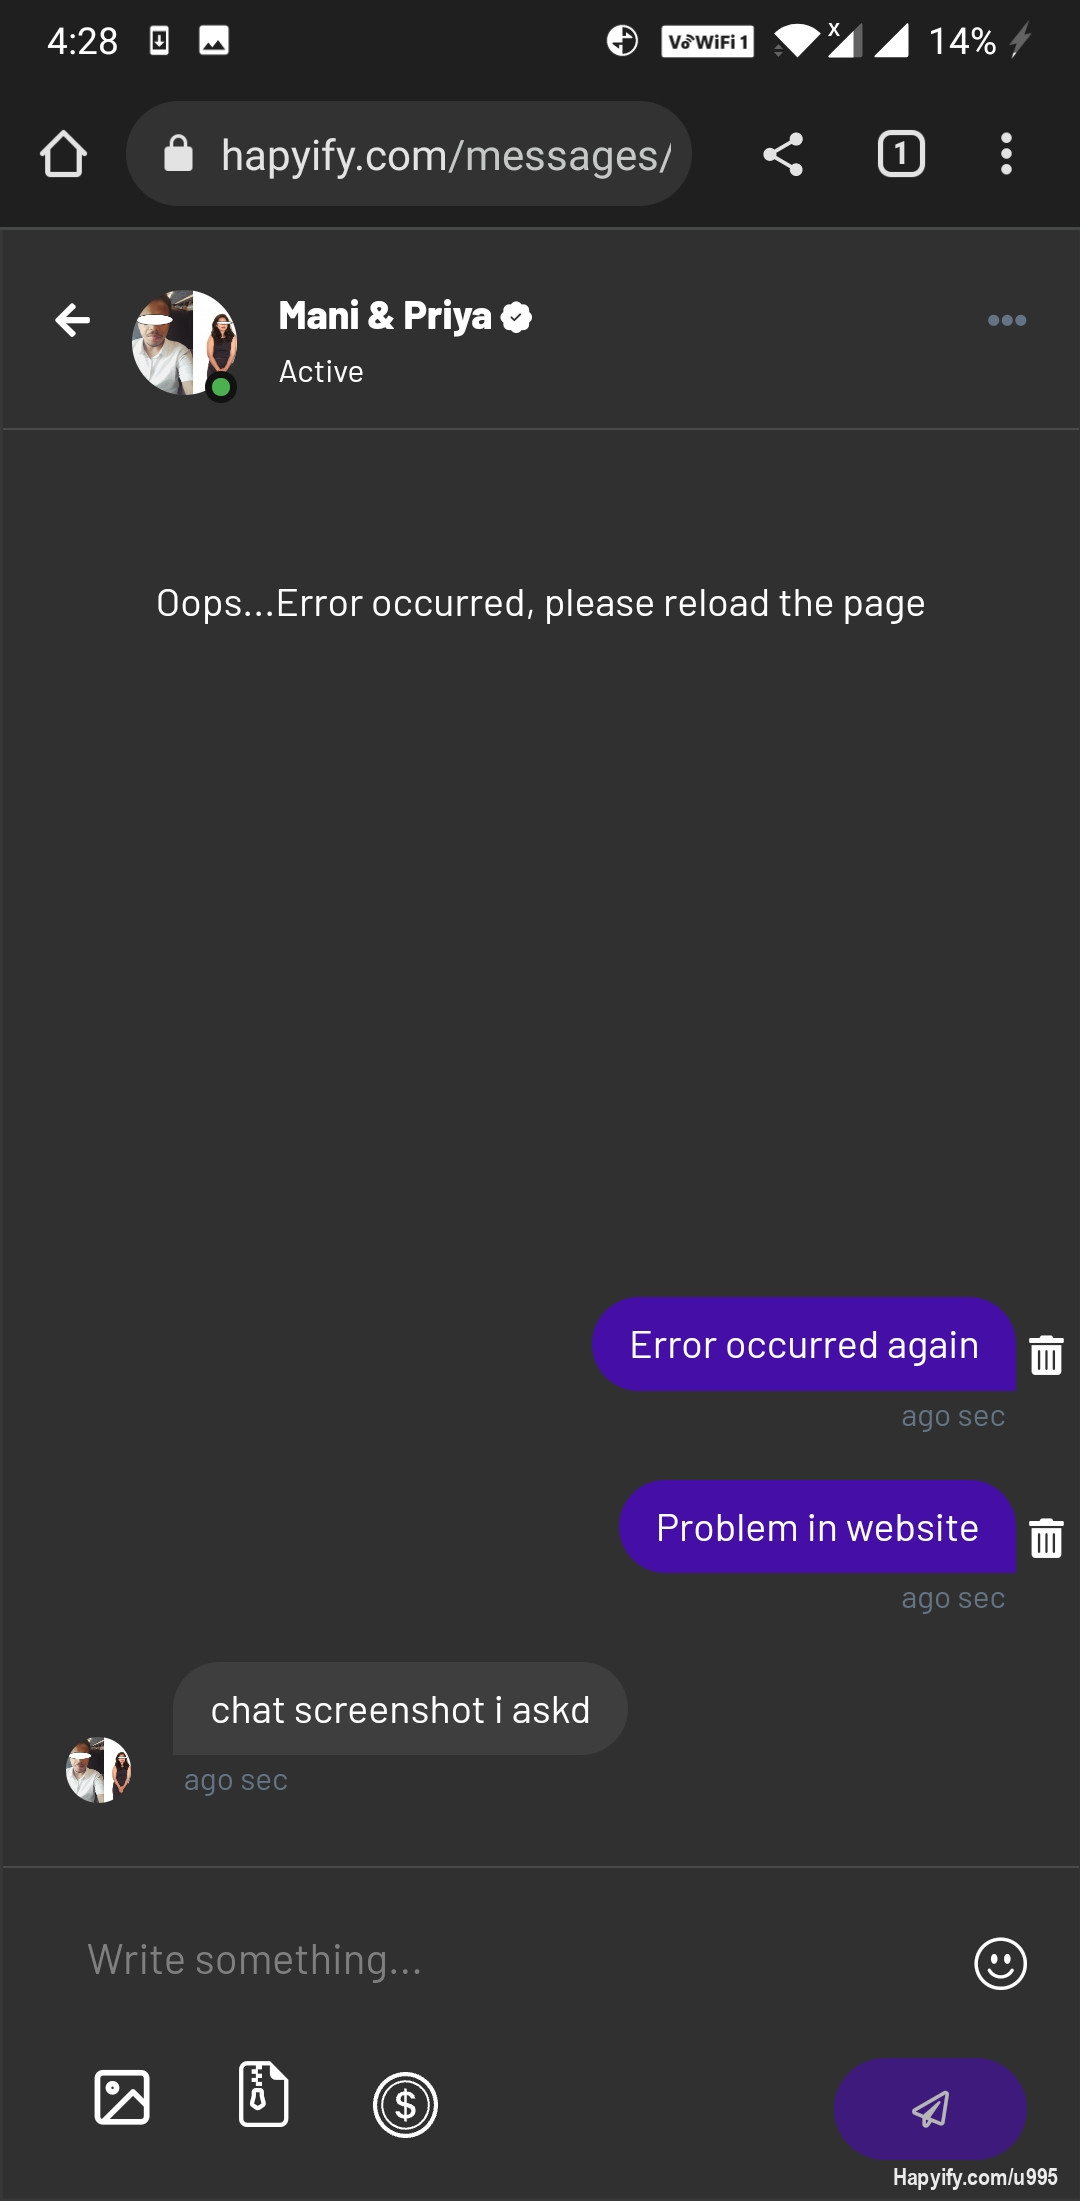 4:28
VoWiFi 1
X
14%
hapyify.com/messages/
1
Mani & Priya
Active
Oops...Error occurred, please reload the page
Error occurred again
ago sec
Problem in website
ago sec
chat screenshot i askd
ago sec
Write something...
$
Hapyify.com/u995